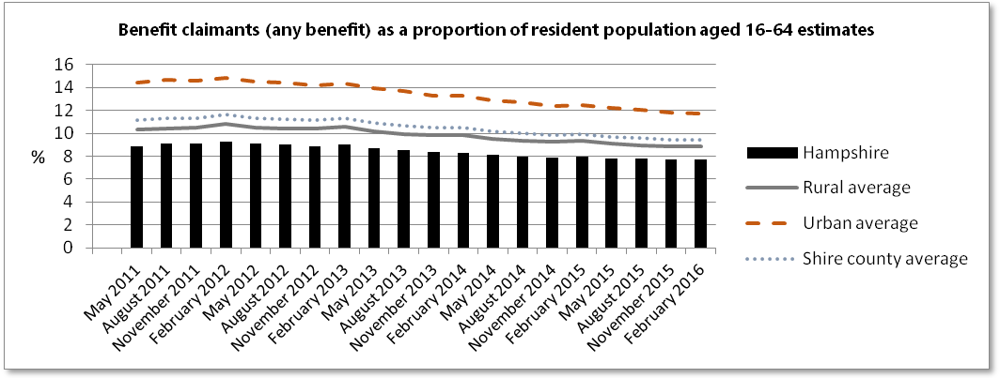 Benefit claimants (any benefit) as a proportion of resident population aged 16-64 estimates
16
14
12
10
8
6
4
2
0
%
May 2011
August 2011
November 2011
February 2012
May 2012
August 2012
November 2012
February 2013
May 2013
August 2013
November 2013
February 2014
May 2014
August 2014
November 2014
February 2015
May 2015
August 2015
November 2015
February 2016
Hampshire
Rural average
Urban average
Shire county average